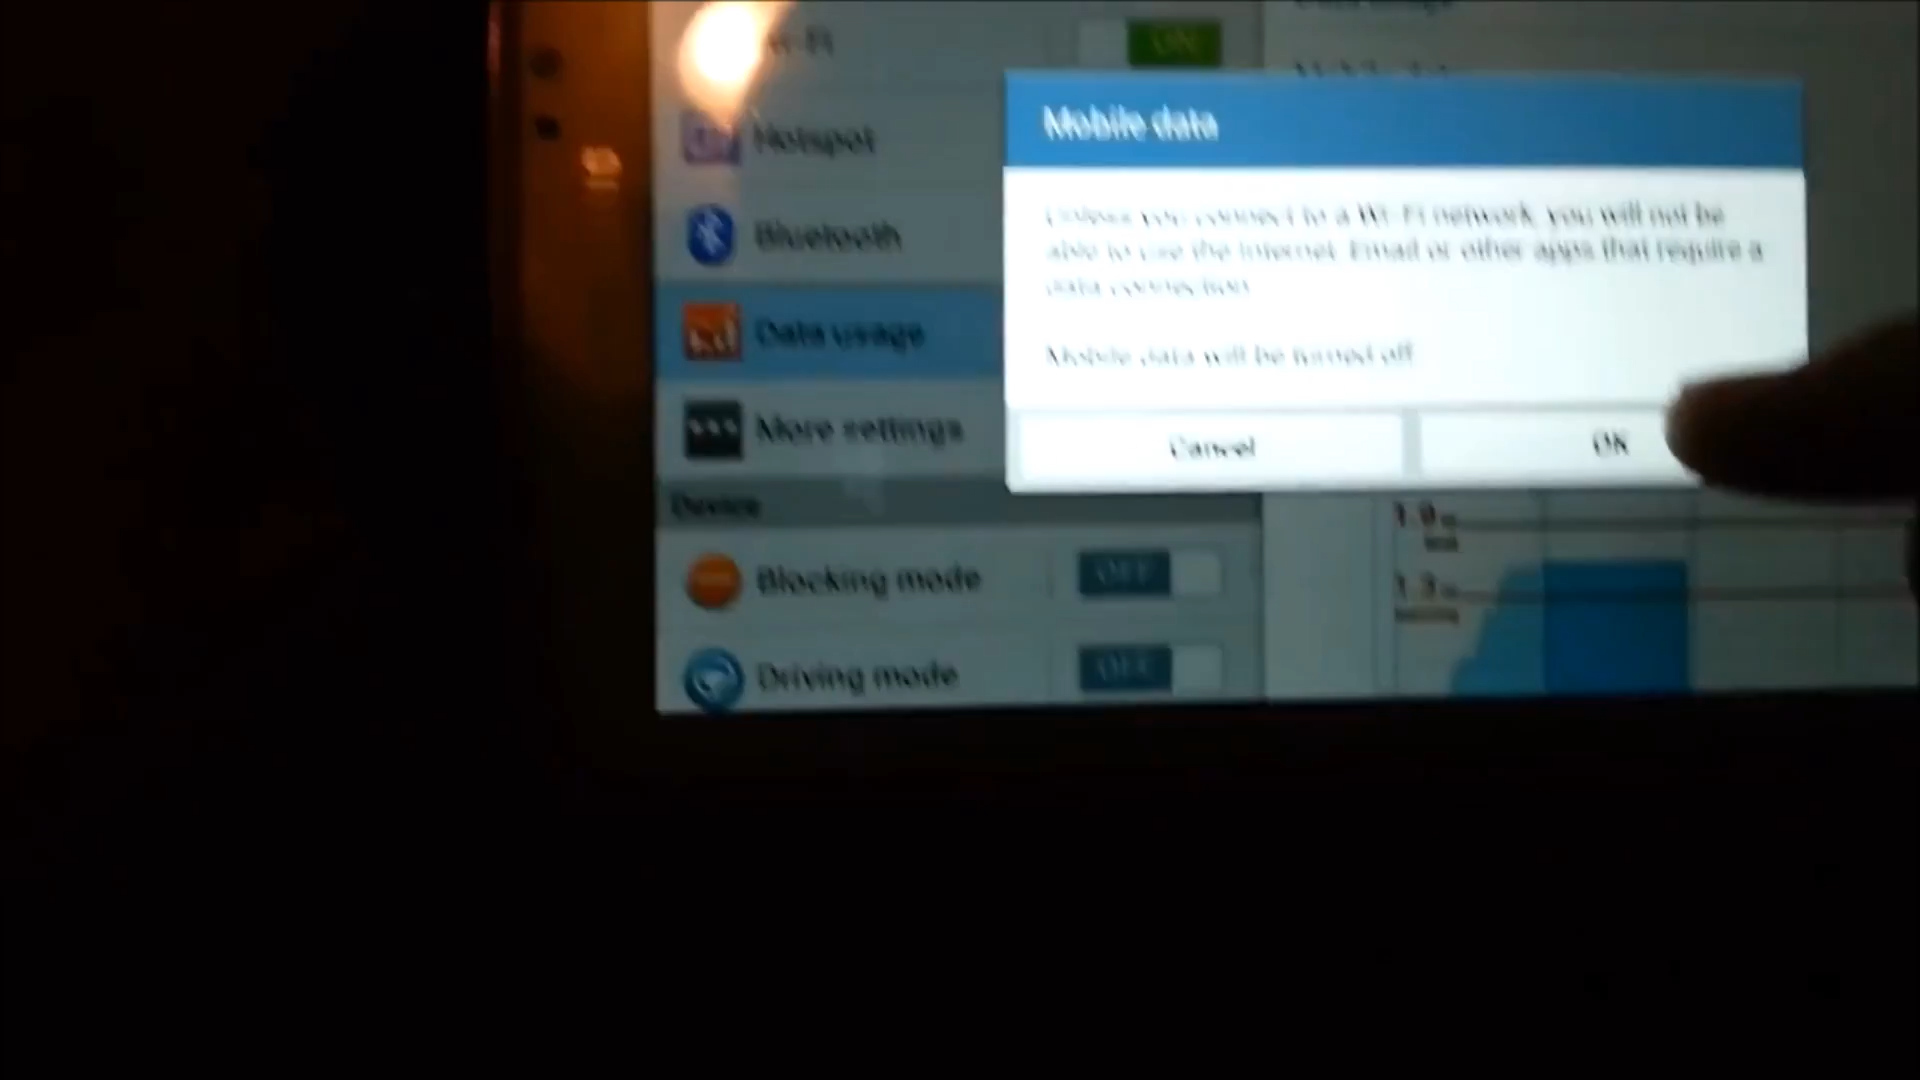 Wi-Fi
ON
Hotspot
Bluetooth
Data usage
More settings
Device
Blocking mode
OFF
Driving mode
OFF
Mobile data
Unless you connect to a Wi-Fi network, you will not be
able to use the Internet, Email or other apps that require a
data connection.
Mobile data will be turned off
Cancel
OK